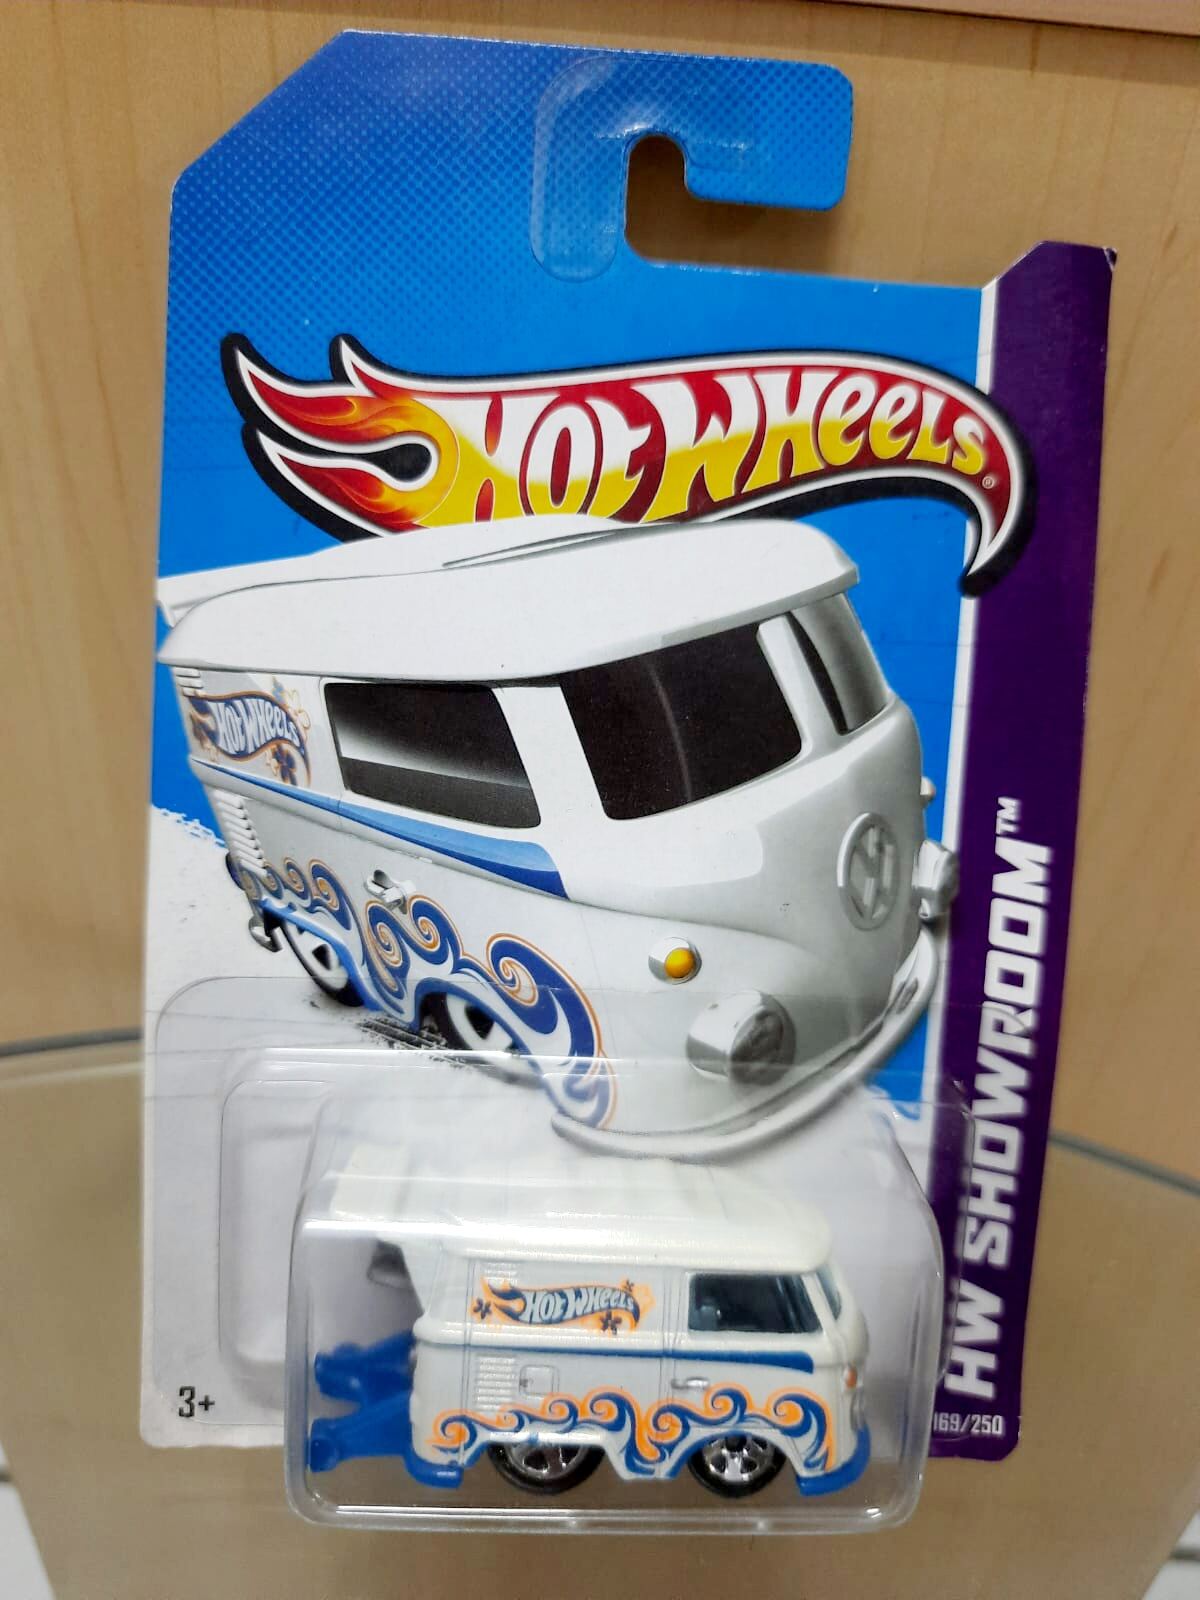 HOT WHEELS®
HOT WHEELS
HW SHOWROOM™
HOT WHEELS
3+
169/250